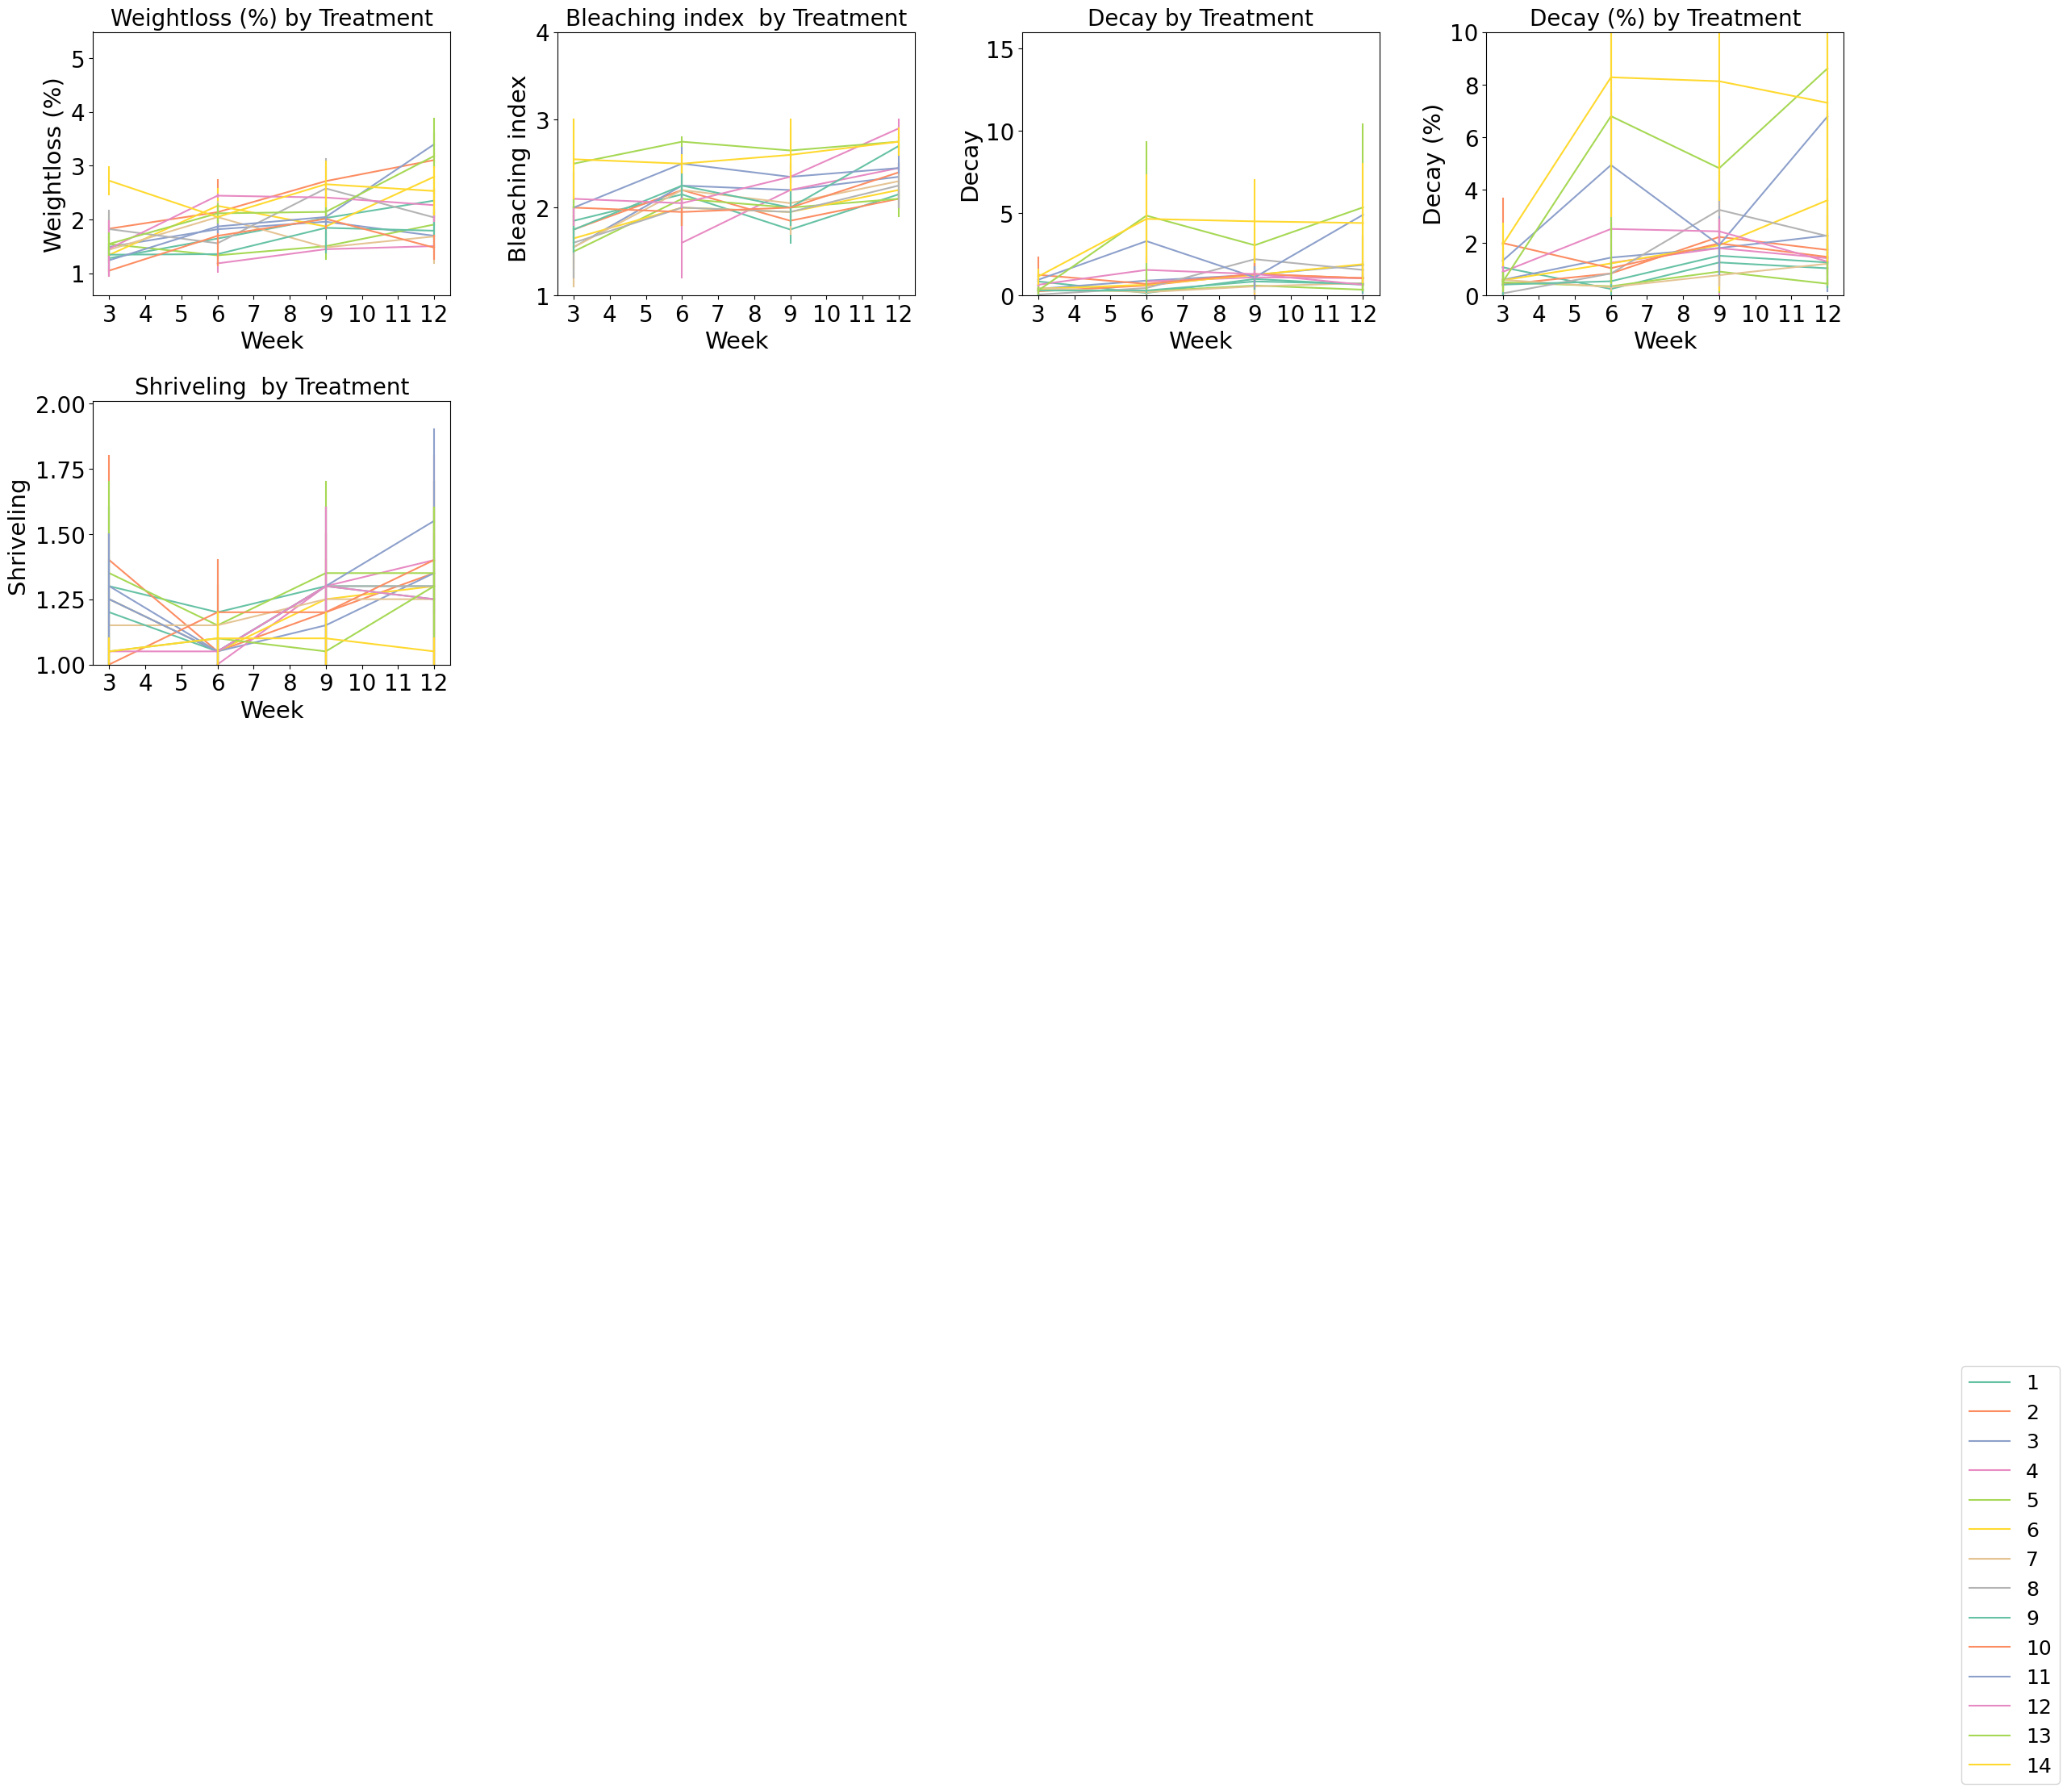 Weightloss (%) by Treatment
Weightloss (%)
5
4
3
2
1
3 4 5 6 7 8 9 10 11 12
Week
Bleaching index  by Treatment
Bleaching index
4
3
2
1
3 4 5 6 7 8 9 10 11 12
Week
Decay by Treatment
Decay
15
10
5
0
3 4 5 6 7 8 9 10 11 12
Week
Decay (%) by Treatment
Decay (%)
10
8
6
4
2
0
3 4 5 6 7 8 9 10 11 12
Week
Shriveling  by Treatment
Shriveling
2.00
1.75
1.50
1.25
1.00
3 4 5 6 7 8 9 10 11 12
Week
1
2
3
4
5
6
7
8
9
10
11
12
13
14